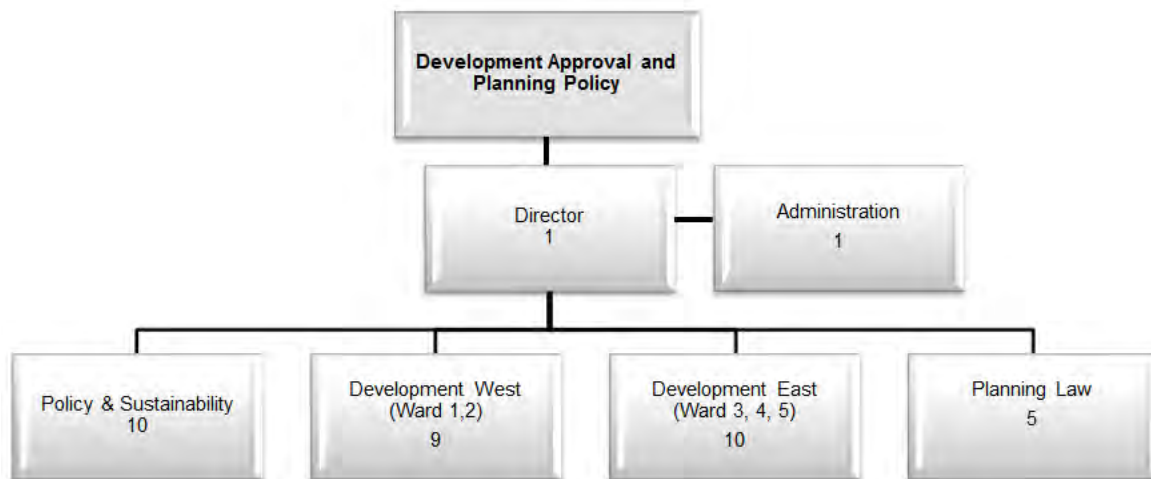 Development Approval and
Planning Policy
Director
1
Administration
1
Policy & Sustainability
10
Development West
(Ward 1,2)
9
Development East
(Ward 3, 4, 5)
10
Planning Law
5